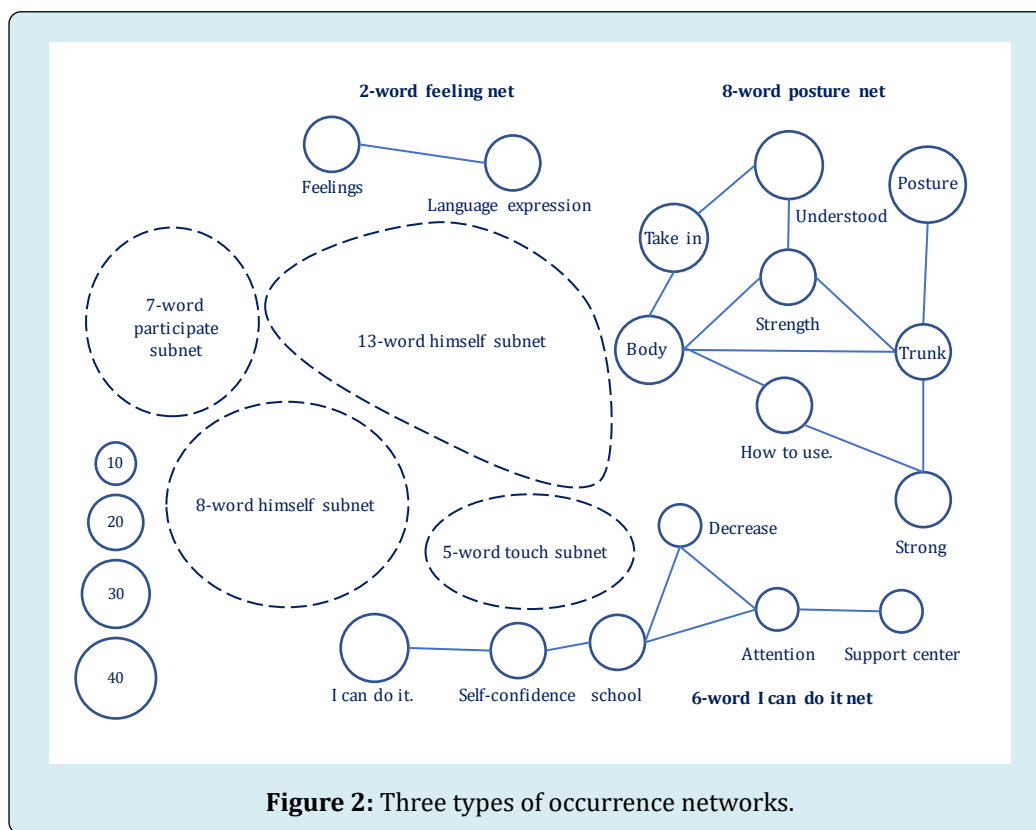 2-word feeling net
8-word posture net
Feelings
Language expression
Understood
Posture
Take in
Strength
Body
Trunk
How to use.
Strong
7-word
participate
subnet
13-word himself subnet
8-word himself subnet
5-word touch subnet
10
20
30
40
Decrease
Attention
Support center
I can do it.
Self-confidence
school
6-word I can do it net
Figure 2: Three types of occurrence networks.